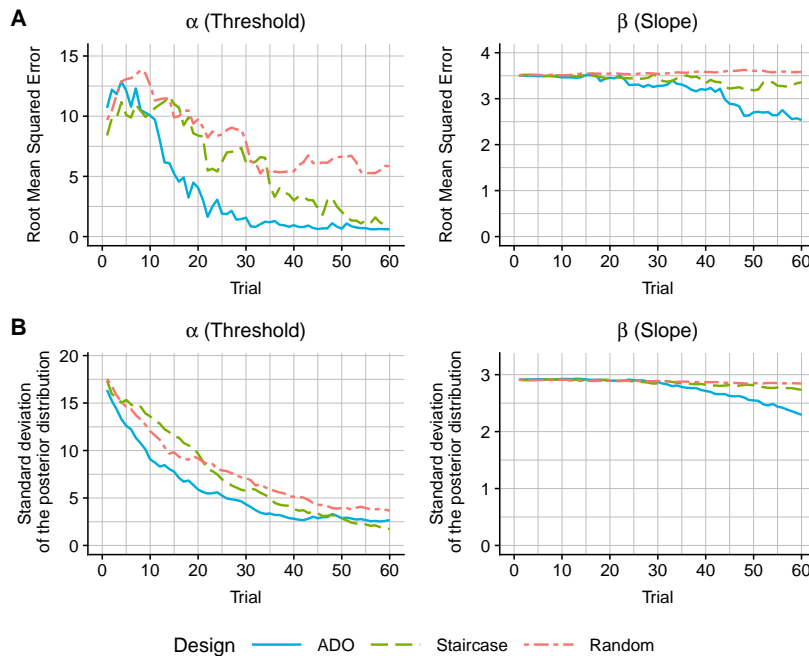 A
α (Threshold)
β (Slope)
Root Mean Squared Error
15
10
5
0
0 10 20 30 40 50 60
Trial
Root Mean Squared Error
4
3
2
1
0
0 10 20 30 40 50 60
Trial
B
α (Threshold)
β (Slope)
Standard deviation
of the posterior distribution
20
15
10
5
0
0 10 20 30 40 50 60
Trial
Standard deviation
of the posterior distribution
3
2
1
0
0 10 20 30 40 50 60
Trial
Design ADO Staircase Random